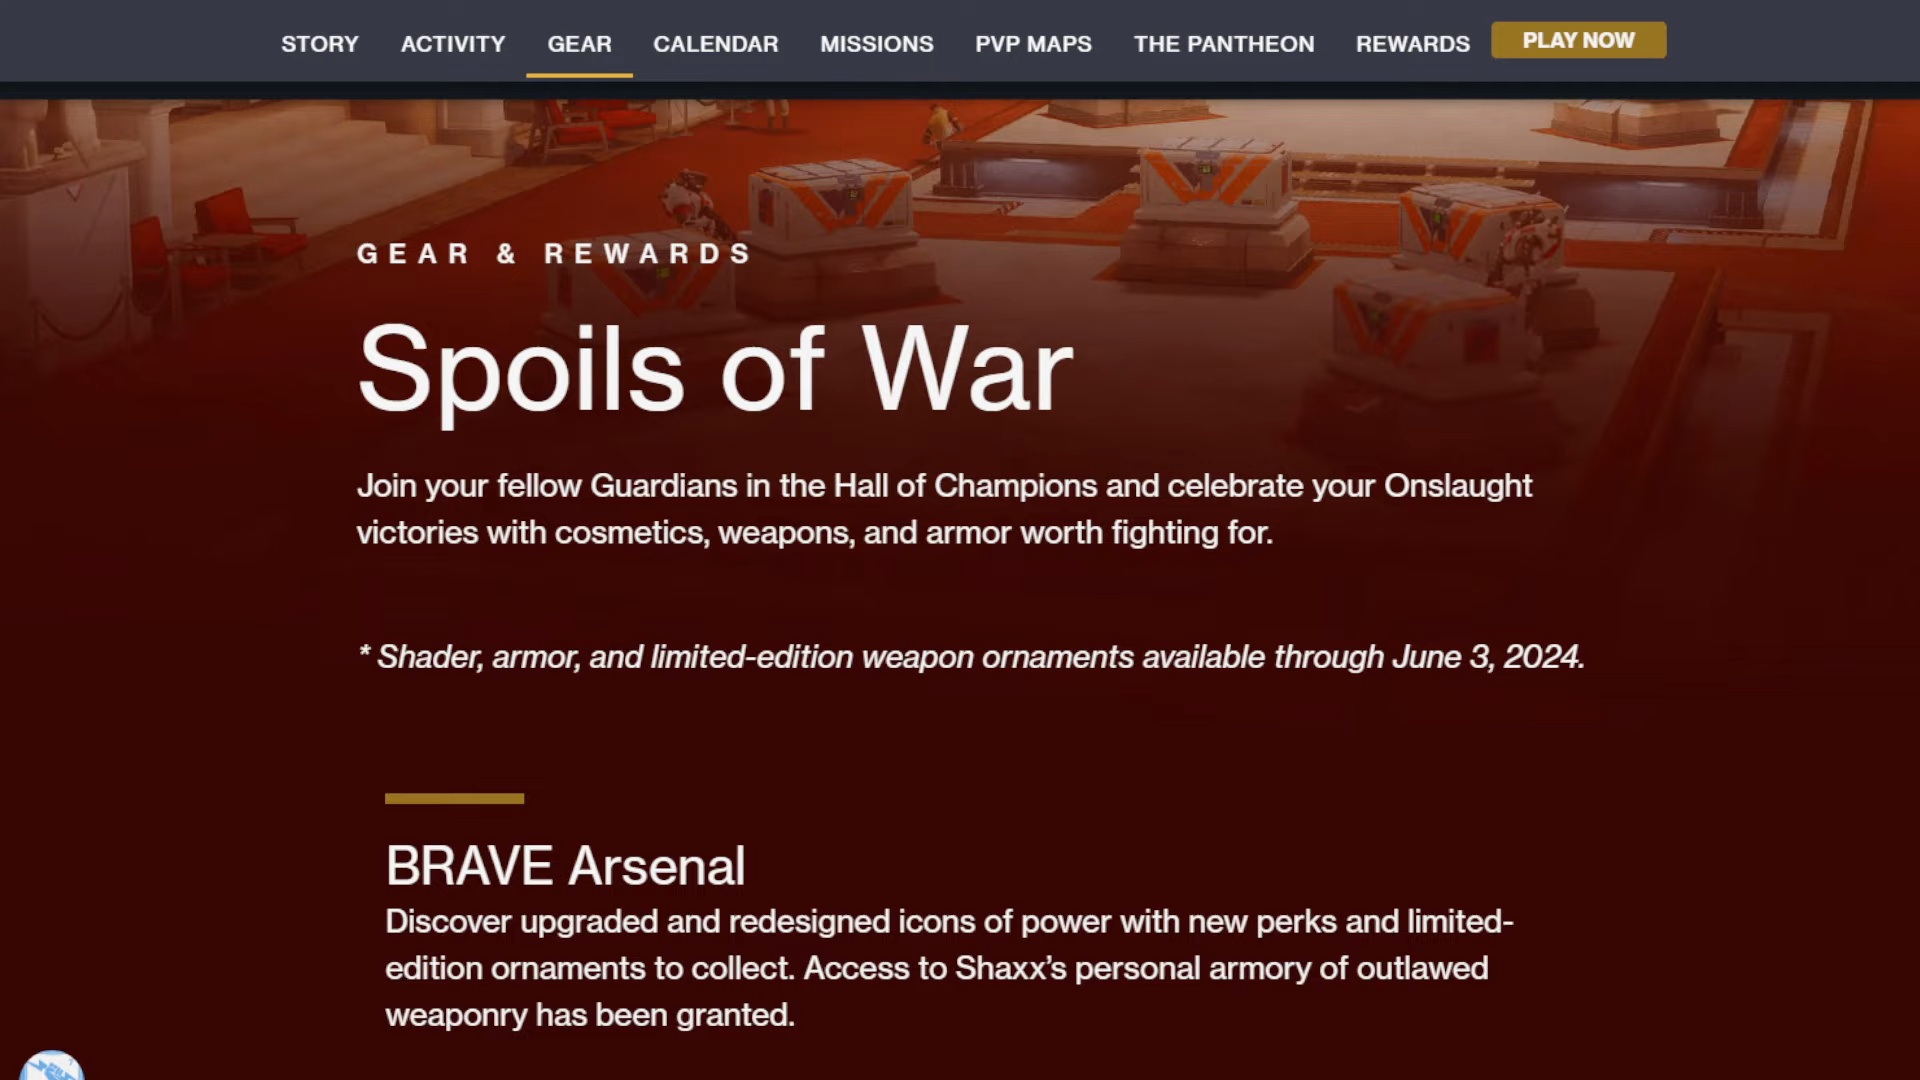 STORY ACTIVITY GEAR CALENDAR MISSIONS PVP MAPS THE PANTHEON REWARDS PLAY NOW
GEAR & REWARDS
Spoils of War
Join your fellow Guardians in the Hall of Champions and celebrate your Onslaught
victories with cosmetics, weapons, and armor worth fighting for.
* Shader, armor, and limited-edition weapon ornaments available through June 3, 2024.
BRAVE Arsenal
Discover upgraded and redesigned icons of power with new perks and limited-
edition ornaments to collect. Access to Shaxx’s personal armory of outlawed
weaponry has been granted.